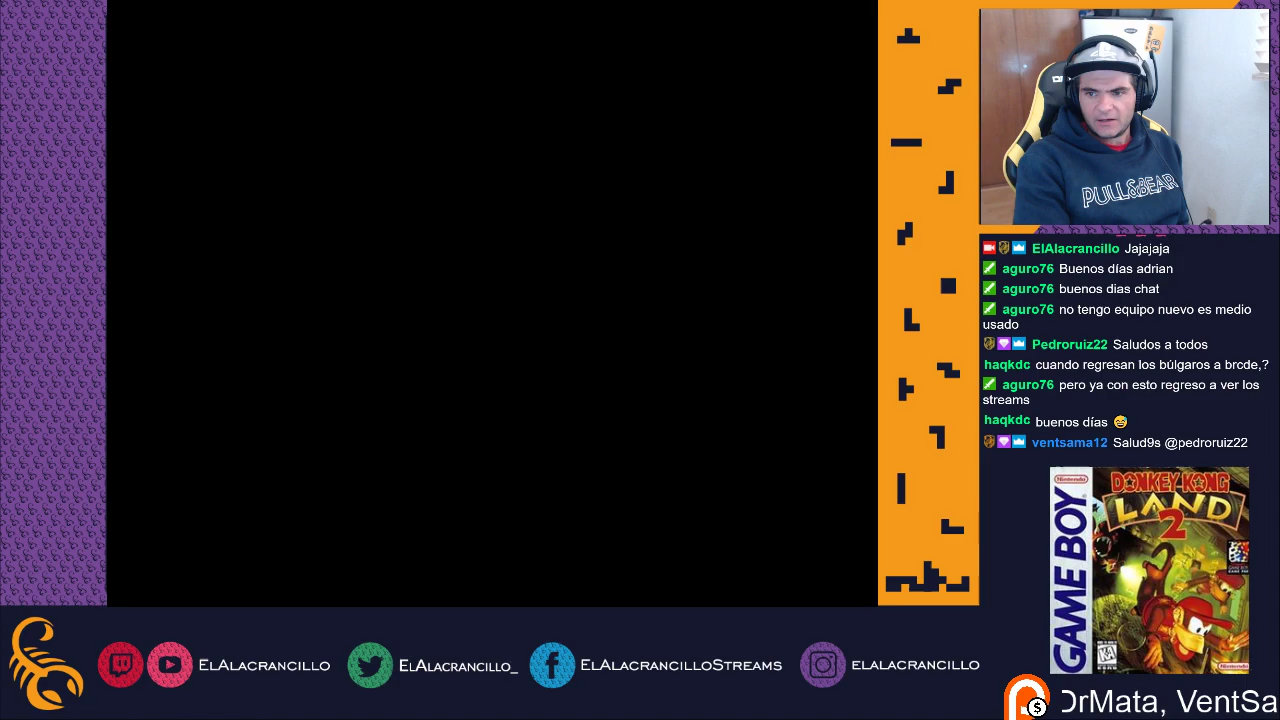 PULL&BEAR
ElAlacrancillo Jajajaja
aguro76 Buenos días adrian
aguro76 buenos dias chat
aguro76 no tengo equipo nuevo es medio
usado
Pedroruiz22 Saludos a todos
haqkdc cuando regresan los búlgaros a brcde,?
aguro76 pero ya con esto regreso a ver los
streams
haqkdc buenos días 😅
ventsama12 Salud9s @pedroruiz22
Nintendo
GAME BOY
DONKEY KONG
LAND
2
Nintendo
ElAlacrancillo
ElAlacrancillo_
ElAlacrancilloStreams
elalacrancillo
DrMata, VentSa